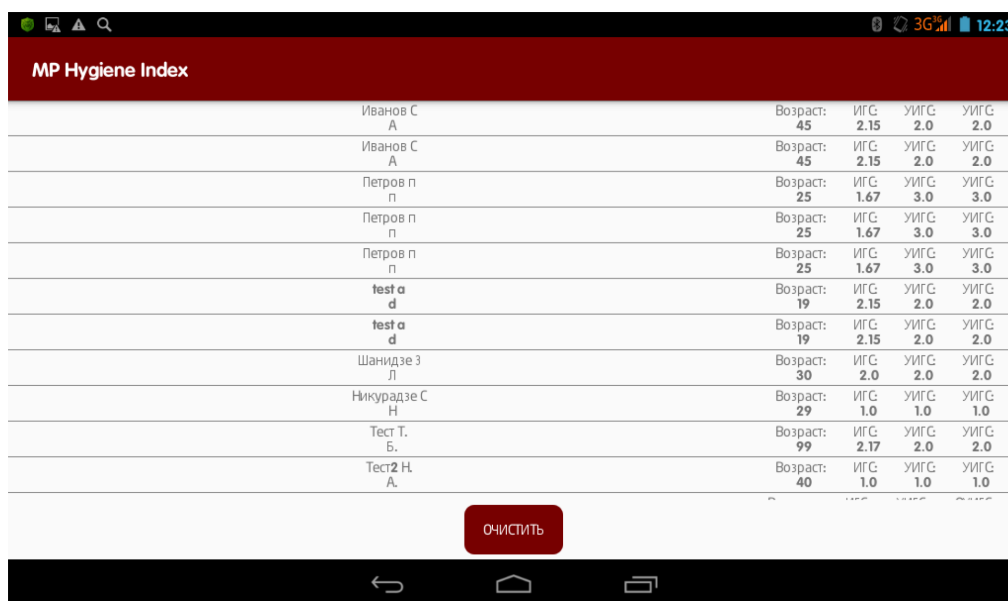 3G 3G 12:23
MP Hygiene Index
Иванов С Возраст: ИГС: УИГС: УИГС:
А 45 2.15 2.0 2.0
Иванов С Возраст: ИГС: УИГС: УИГС:
А 45 2.15 2.0 2.0
Петров п Возраст: ИГС: УИГС: УИГС:
п 25 1.67 3.0 3.0
Петров п Возраст: ИГС: УИГС: УИГС:
п 25 1.67 3.0 3.0
Петров п Возраст: ИГС: УИГС: УИГС:
п 25 1.67 3.0 3.0
test a Возраст: ИГС: УИГС: УИГС:
d 19 2.15 2.0 2.0
test a Возраст: ИГС: УИГС: УИГС:
d 19 2.15 2.0 2.0
Шанидзе З Возраст: ИГС: УИГС: УИГС:
Л 30 2.0 2.0 2.0
Никурадзе С Возраст: ИГС: УИГС: УИГС:
Н 29 1.0 1.0 1.0
Тест Т. Возраст: ИГС: УИГС: УИГС:
Б. 99 2.17 2.0 2.0
Тест2 Н. Возраст: ИГС: УИГС: УИГС:
А. 40 1.0 1.0 1.0
ОЧИСТИТЬ